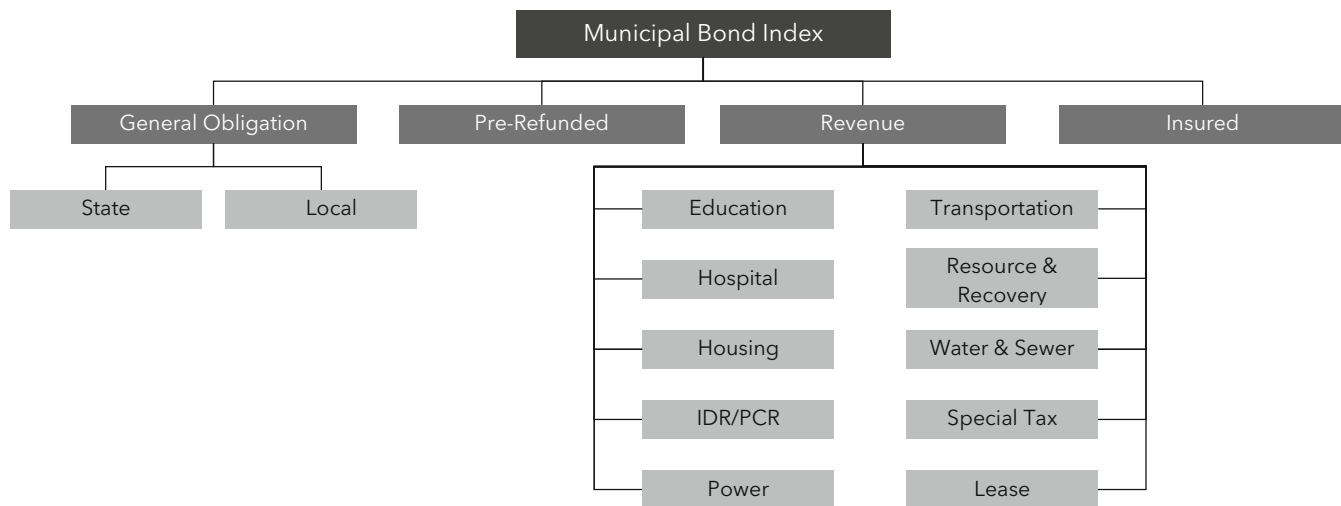 Municipal Bond Index
General Obligation
Pre-Refunded
Revenue
Insured
State
Local
Education
Transportation
Hospital
Resource &
Recovery
Housing
Water & Sewer
IDR/PCR
Special Tax
Power
Lease